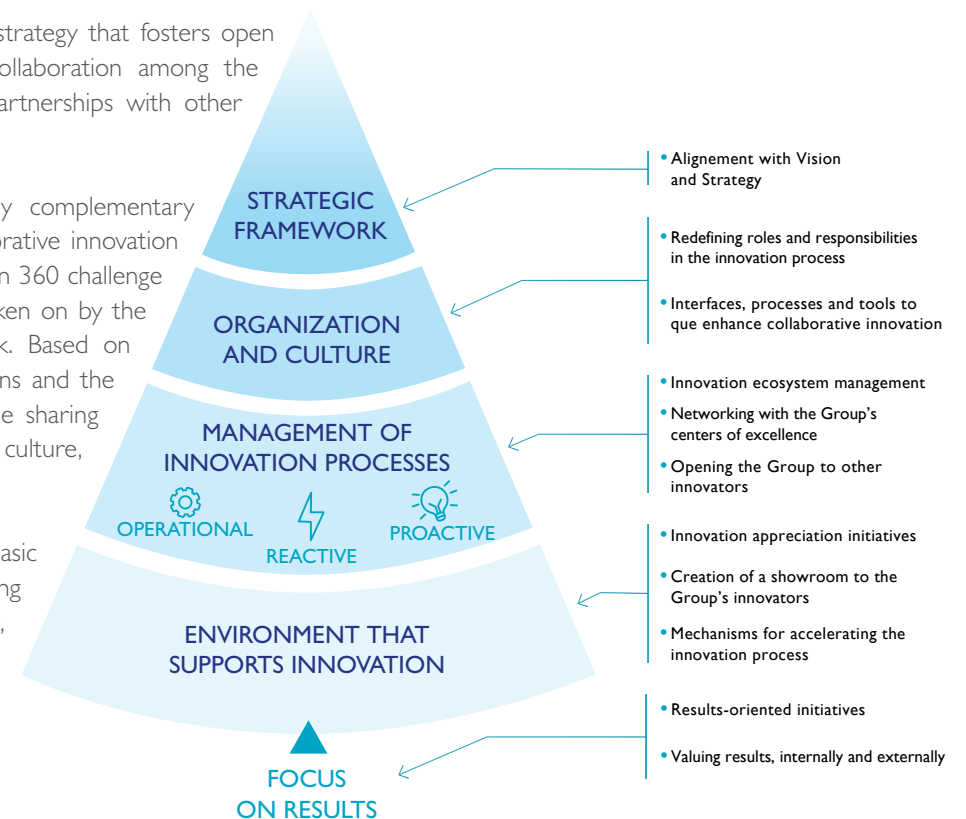 strategy that fosters open
ollaboration among the
artnerships with other
y complementary
orative innovation
n 360 challenge
ken on by the
k. Based on
ns and the
e sharing
culture,
asic
ng
,
STRATEGIC
FRAMEWORK
• Alignement with Vision
and Strategy
ORGANIZATION
AND CULTURE
• Redefining roles and responsibilities
in the innovation process
• Interfaces, processes and tools to
que enhance collaborative innovation
MANAGEMENT OF
INNOVATION PROCESSES
OPERATIONAL
REACTIVE
PROACTIVE
• Innovation ecosystem management
• Networking with the Group's
centers of excellence
• Opening the Group to other
innovators
ENVIRONMENT THAT
SUPPORTS INNOVATION
• Innovation appreciation initiatives
• Creation of a showroom to the
Group's innovators
• Mechanisms for accelerating the
innovation process
FOCUS
ON RESULTS
• Results-oriented initiatives
• Valuing results, internally and externally